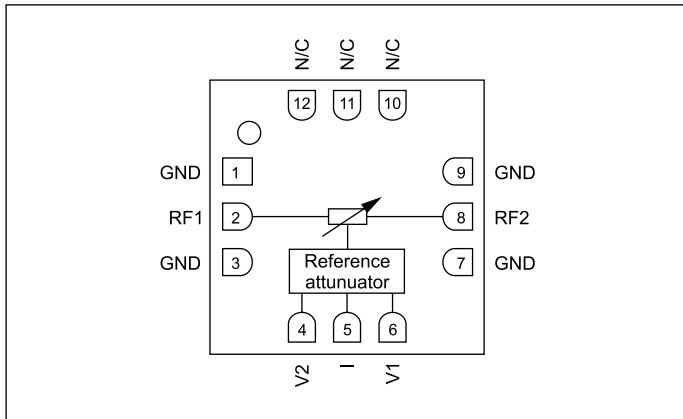 N/C N/C N/C
12 11 10
GND 1 9 GND
RF1 2 8 RF2
GND 3 7 GND
Reference
attunuator
4 5 6
V2 I V1